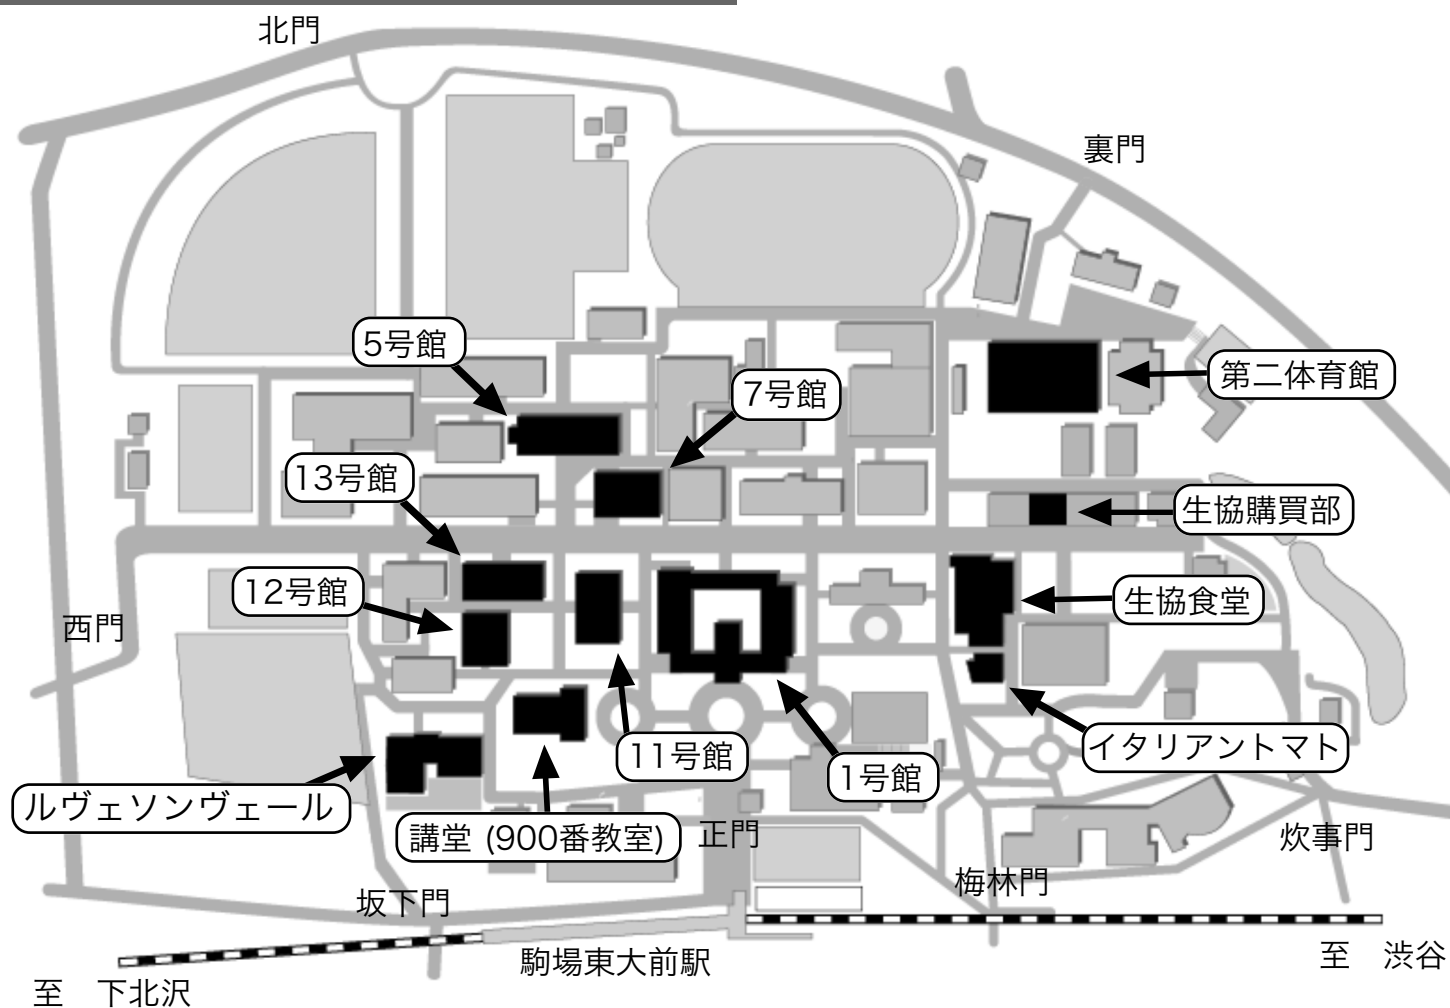 北門
裏門
5号館
第二体育館
7号館
13号館
生協購買部
12号館
生協食堂
西門
イタリアントマト
11号館
1号館
ルヴェソンヴェール
講堂 (900番教室)
正門
炊事門
梅林門
坂下門
駒場東大前駅
至 渋谷
至 下北沢